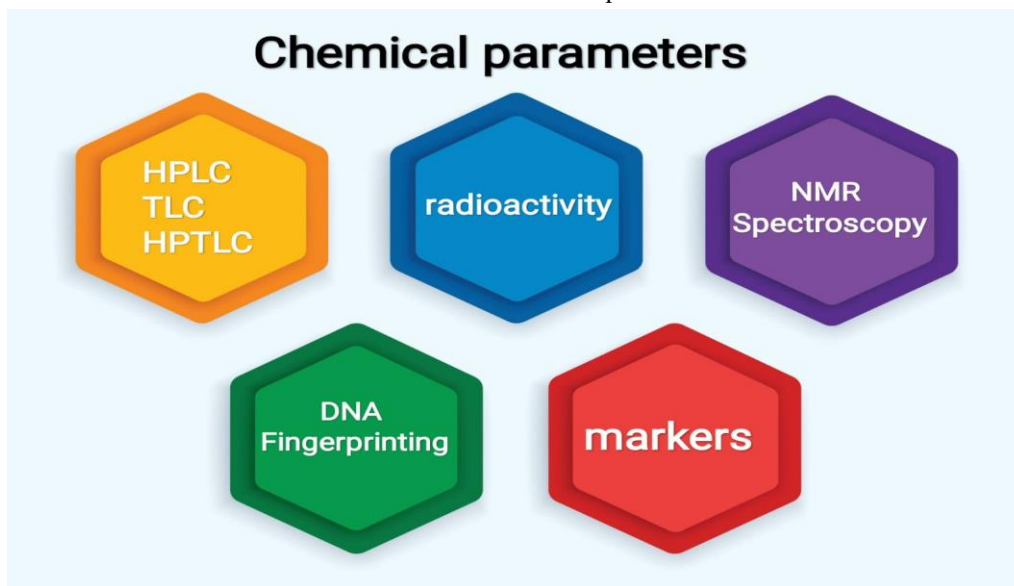 Chemical parameters
HPLC
TLC
HPTLC
radioactivity
NMR
Spectroscopy
DNA
Fingerprinting
markers